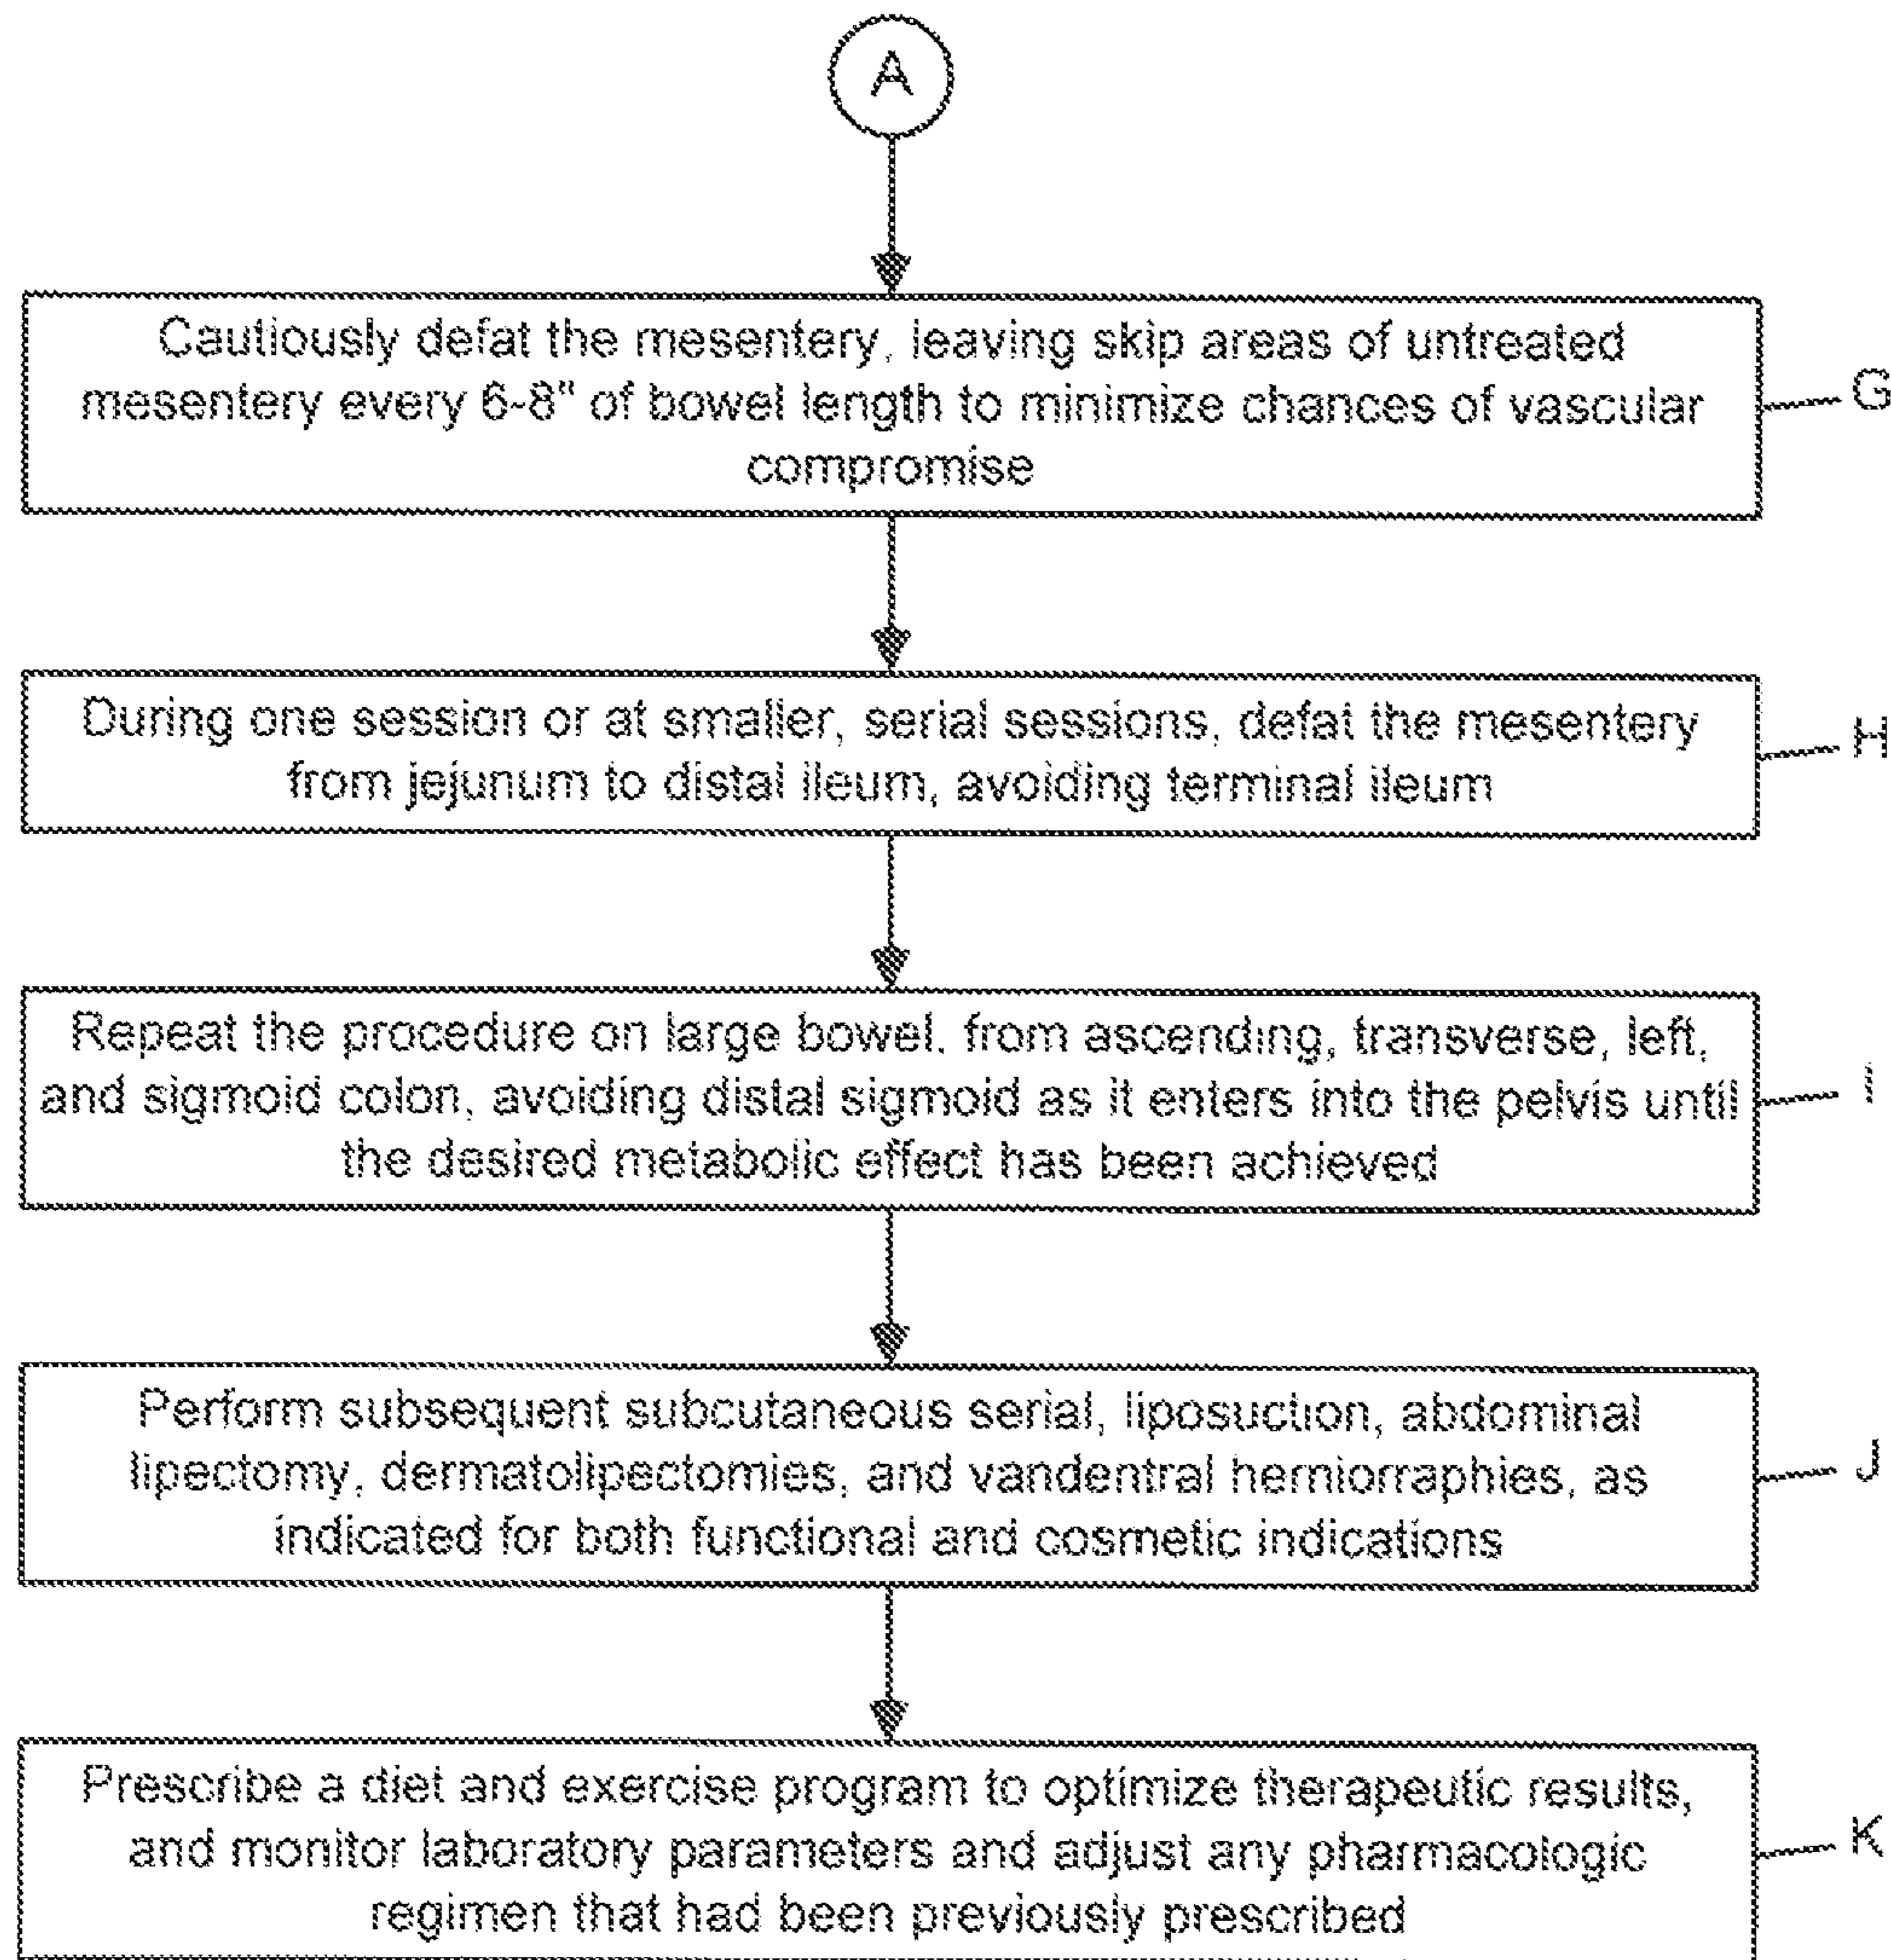 A
Cautiously defat the mesentery, leaving skip areas of untreated
mesentery every 6-8" of bowel length to minimize chances of vascular
compromise
G
During one session or at smaller, serial sessions, defat the mesentery
from jejunum to distal ileum, avoiding terminal ileum
H
Repeat the procedure on large bowel, from ascending, transverse, left,
and sigmoid colon, avoiding distal sigmoid as it enters into the pelvis until
the desired metabolic effect has been achieved
I
Perform subsequent subcutaneous serial, liposuction, abdominal
lipectomy, dermatolipectomies, and vandentral herniorraphies, as
indicated for both functional and cosmetic indications
J
Prescribe a diet and exercise program to optimize therapeutic results,
and monitor laboratory parameters and adjust any pharmacologic
regimen that had been previously prescribed
K